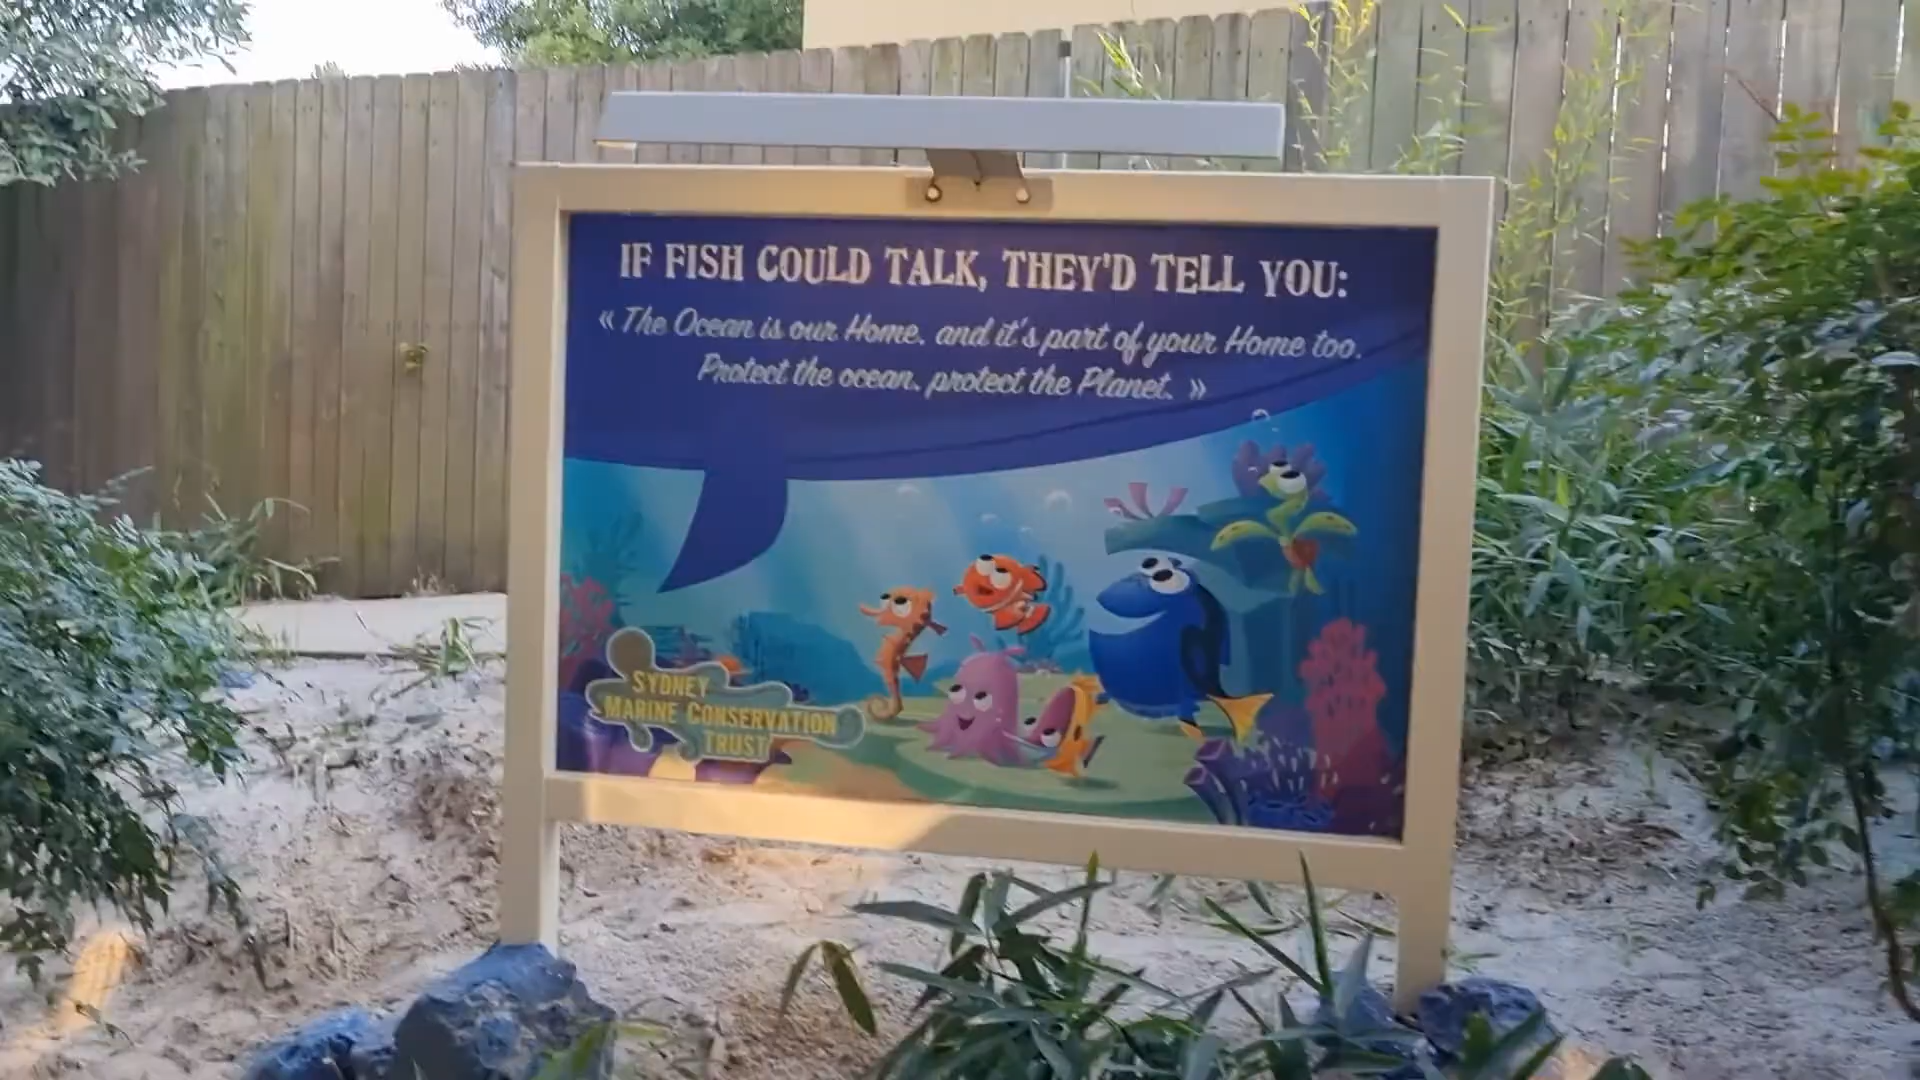 IF FISH COULD TALK, THEY'D TELL YOU:
« The Ocean is our Home. and it's part of your Home too.
Protect the ocean. protect the Planet. »
SYDNEY
MARINE CONSERVATION
TRUST